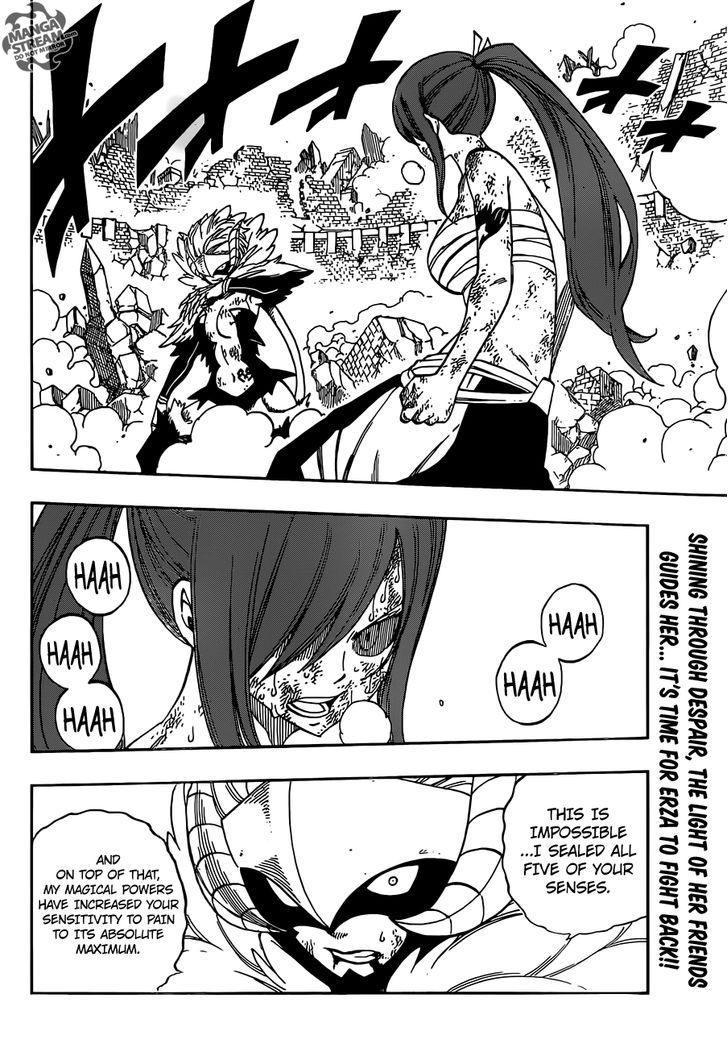 MANGA
STREAM.com
DO NOT MIRROR
HAAH
HAAH
HAAH
HAAH
HAAH
SHINING THROUGH DESPAIR, THE LIGHT OF HER FRIENDS
GUIDES HER... IT'S TIME FOR ERZA TO FIGHT BACK!!
THIS IS
IMPOSSIBLE
...I SEALED ALL
FIVE OF YOUR
SENSES.
AND
ON TOP OF THAT,
MY MAGICAL POWERS
HAVE INCREASED YOUR
SENSITIVITY TO PAIN
TO ITS ABSOLUTE
MAXIMUM.